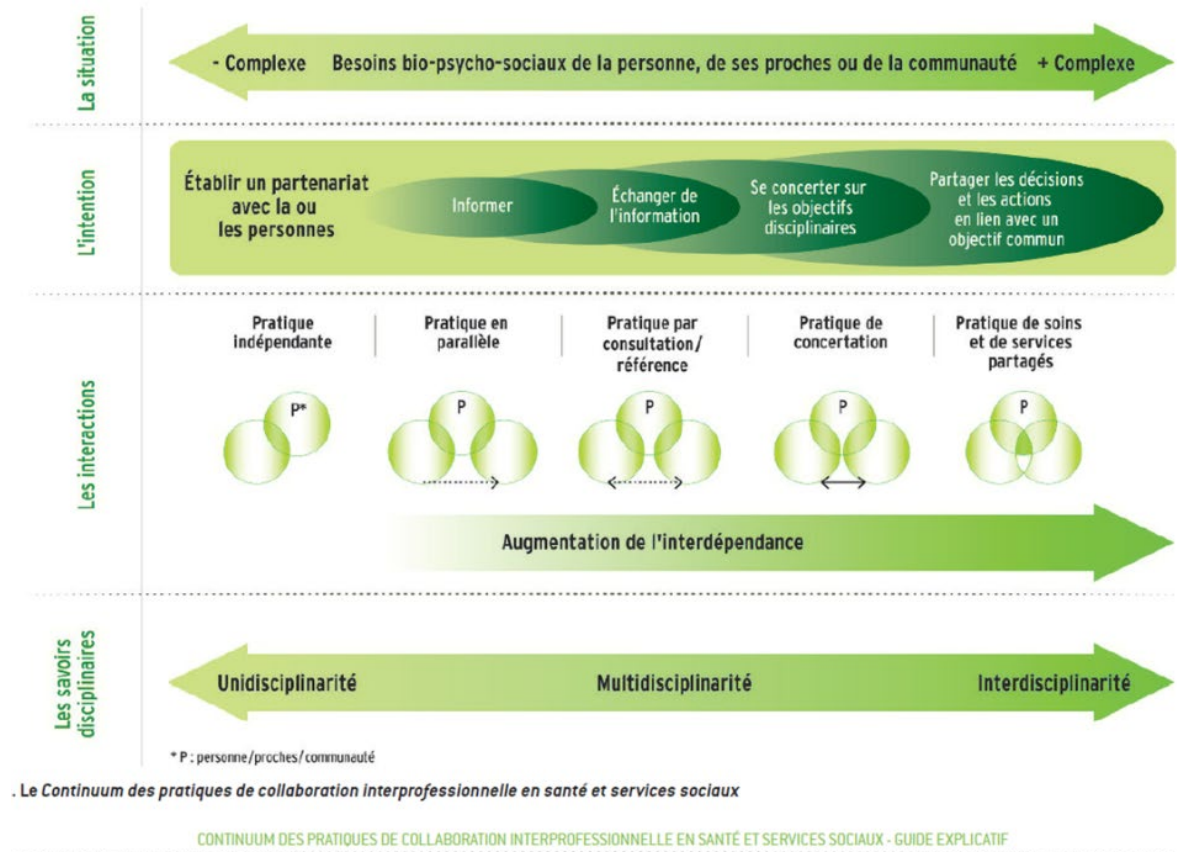 La situation
- Complexe Besoins bio-psycho-sociaux de la personne, de ses proches ou de la communauté + Complexe
L'intention
Établir un partenariat
avec la ou
les personnes
Informer
Échanger de
l'information
Se concerter sur
les objectifs
disciplinaires
Partager les décisions
et les actions
en lien avec un
objectif commun
Les interactions
Pratique
indépendante
Pratique en
parallèle
Pratique par
consultation/
référence
Pratique de
concertation
Pratique de soins
et de services
partagés
P*
P
P
P
P
Augmentation de l'interdépendance
Les savoirs
disciplinaires
Unidisciplinarité
Multidisciplinarité
Interdisciplinarité
* P : personne/proches/communauté
. Le Continuum des pratiques de collaboration interprofessionnelle en santé et services sociaux
CONTINUUM DES PRATIQUES DE COLLABORATION INTERPROFESSIONNELLE EN SANTÉ ET SERVICES SOCIAUX - GUIDE EXPLICATIF